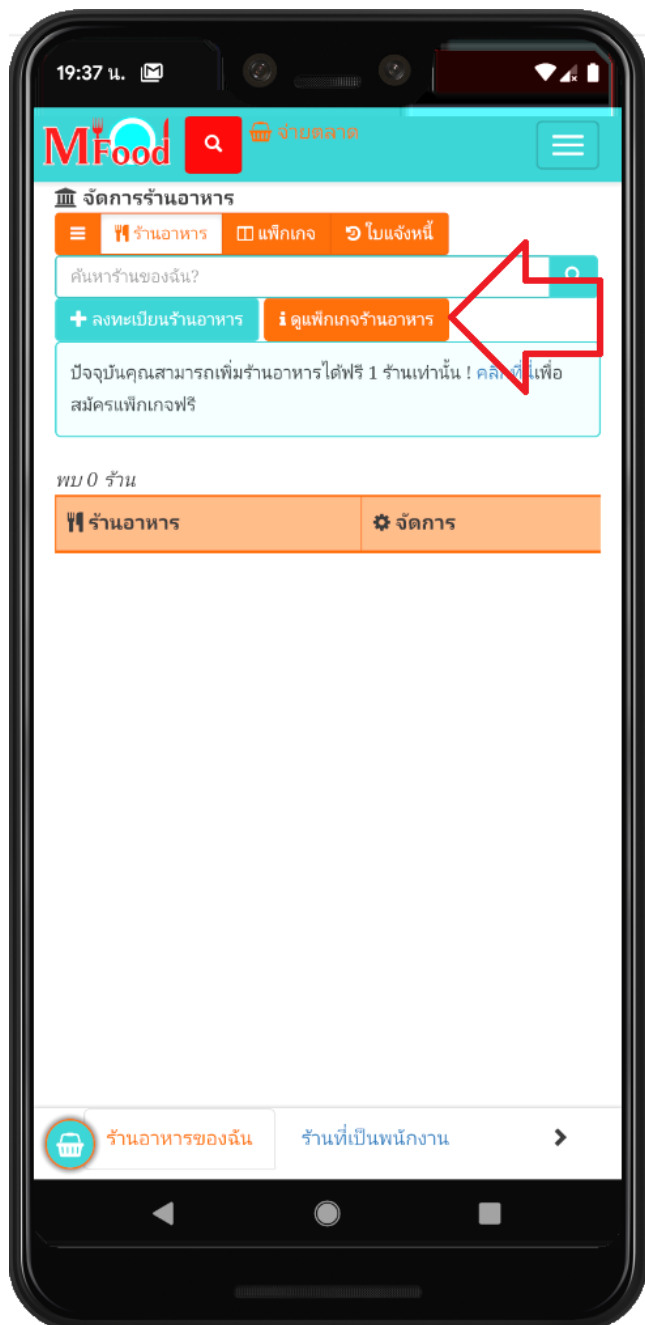 19:37 น.
MFood
จ่ายตลาด
จัดการร้านอาหาร
ร้านอาหาร แพ็กเกจ ใบแจ้งหนี้
ค้นหาร้านของฉัน?
ลงทะเบียนร้านอาหาร ดูแพ็กเกจร้านอาหาร
ปัจจุบันคุณสามารถเพิ่มร้านอาหารได้ฟรี 1 ร้านเท่านั้น ! คลิกที่นี่เพื่อ
สมัครแพ็กเกจฟรี
พบ 0 ร้าน
ร้านอาหาร จัดการ
ร้านอาหารของฉัน ร้านที่เป็นพนักงาน